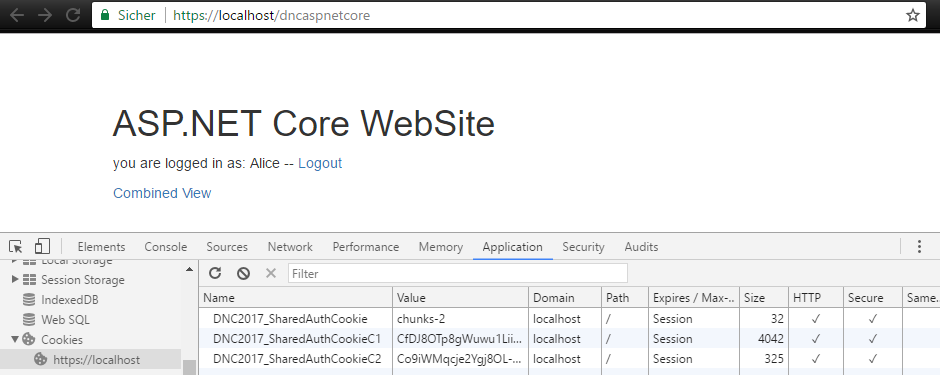 Sicher https://localhost/dncaspnetcore
ASP.NET Core WebSite
you are logged in as: Alice -- Logout
Combined View
Elements Console Sources Network Performance Memory Application Security Audits
Local Storage
Session Storage
IndexedDB
Web SQL
Cookies
https://localhost
Filter
Name Value Domain Path Expires / Max-... Size HTTP Secure Same...
DNC2017_SharedAuthCookie chunks-2 localhost / Session 32 ✓ ✓
DNC2017_SharedAuthCookieC1 CfDJ8OTp8gWuwu1Lii... localhost / Session 4042 ✓ ✓
DNC2017_SharedAuthCookieC2 Co9iWMqcje2Ygj8OL-... localhost / Session 325 ✓ ✓